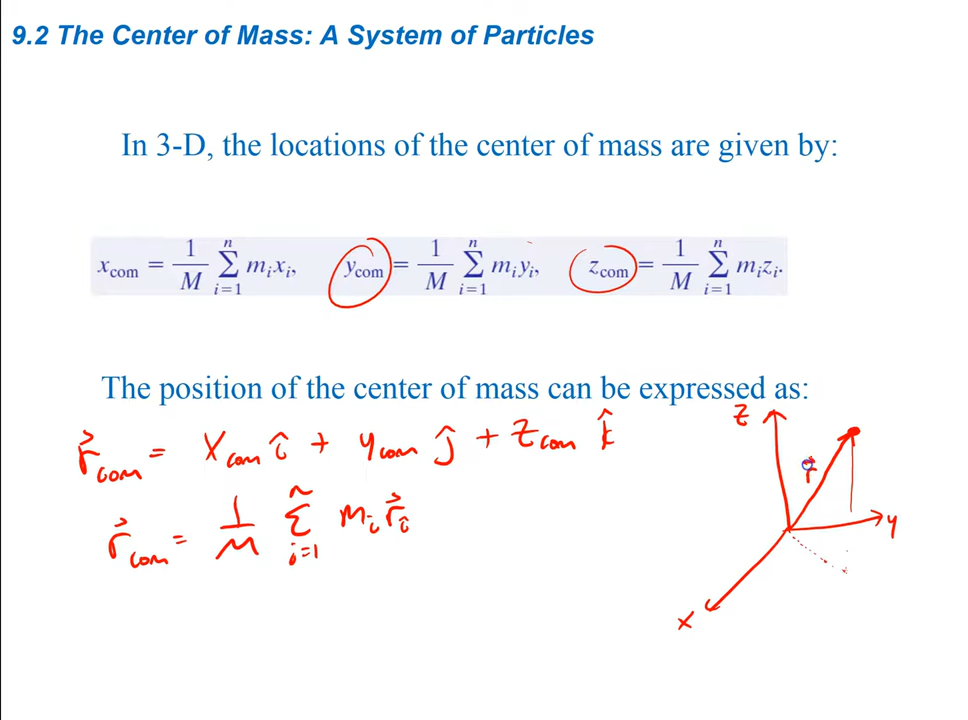 9.2 The Center of Mass: A System of Particles
In 3-D, the locations of the center of mass are given by:
x_com = 1/M Σ_{i=1}^{n} m_i x_i, y_com = 1/M Σ_{i=1}^{n} m_i y_i, z_com = 1/M Σ_{i=1}^{n} m_i z_i.
The position of the center of mass can be expressed as:
r⃗_com = x_com î + y_com ĵ + z_com k̂
r⃗_com = 1/M Σ_{i=1}^{n} m_i r⃗_i
z
r⃗
y
x